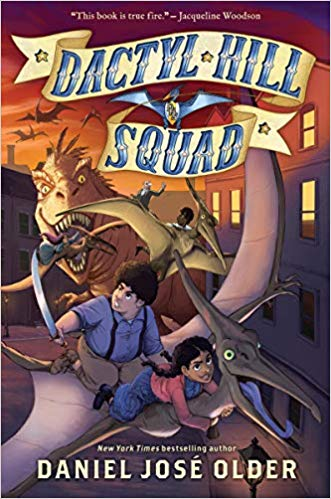 "This book is true fire." – Jacqueline Woodson
DACTYL HILL
SQUAD
New York Times bestselling author
DANIEL JOSÉ OLDER